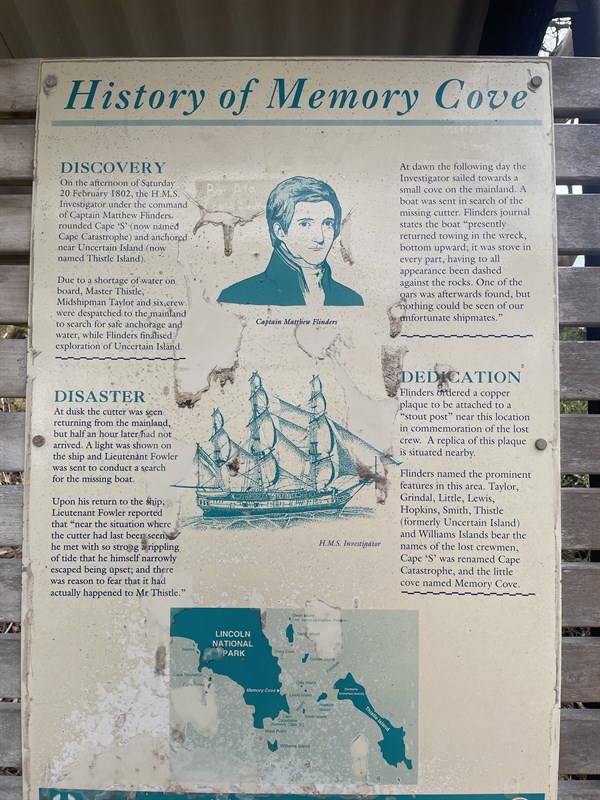 History of Memory Cove
DISCOVERY
On the afternoon of Saturday
20 February 1802, the H.M.S.
Investigator under the command
of Captain Matthew Flinders
rounded Cape 'S' (now named
Cape Catastrophe) and anchored
near Uncertain Island (now
named Thistle Island).
Due to a shortage of water on
board, Master Thistle,
Midshipman Taylor and six crew
were despatched to the mainland
to search for safe anchorage and
water, while Flinders finalised
exploration of Uncertain Island.
DISASTER
At dusk the cutter was seen
returning from the mainland,
but half an hour later had not
arrived. A light was shown on
the ship and Lieutenant Fowler
was sent to conduct a search
for the missing boat.
Upon his return to the ship,
Lieutenant Fowler reported
that "near the situation where
the cutter had last been seen,
he met with so strong a rippling
of tide that he himself narrowly
escaped being upset; and there
was reason to fear that it had
actually happened to Mr Thistle."
Captain Matthew Flinders
H.M.S. Investigator
At dawn the following day the
Investigator sailed towards a
small cove on the mainland. A
boat was sent in search of the
missing cutter. Flinders journal
states the boat "presently
returned towing in the wreck,
bottom upward; it was stove in
every part, having to all
appearance been dashed
against the rocks. One of the
oars was afterwards found, but
nothing could be seen of our
unfortunate shipmates."
DEDICATION
Flinders ordered a copper
plaque to be attached to a
"stout post" near this location
in commemoration of the lost
crew. A replica of this plaque
is situated nearby.
Flinders named the prominent
features in this area. Taylor,
Grindal, Little, Lewis,
Hopkins, Smith, Thistle
(formerly Uncertain Island)
and Williams Islands bear the
names of the lost crewmen,
Cape 'S' was renamed Cape
Catastrophe, and the little
cove named Memory Cove.
LINCOLN
NATIONAL
PARK
Memory Cove
Thistle Island
Williams Island